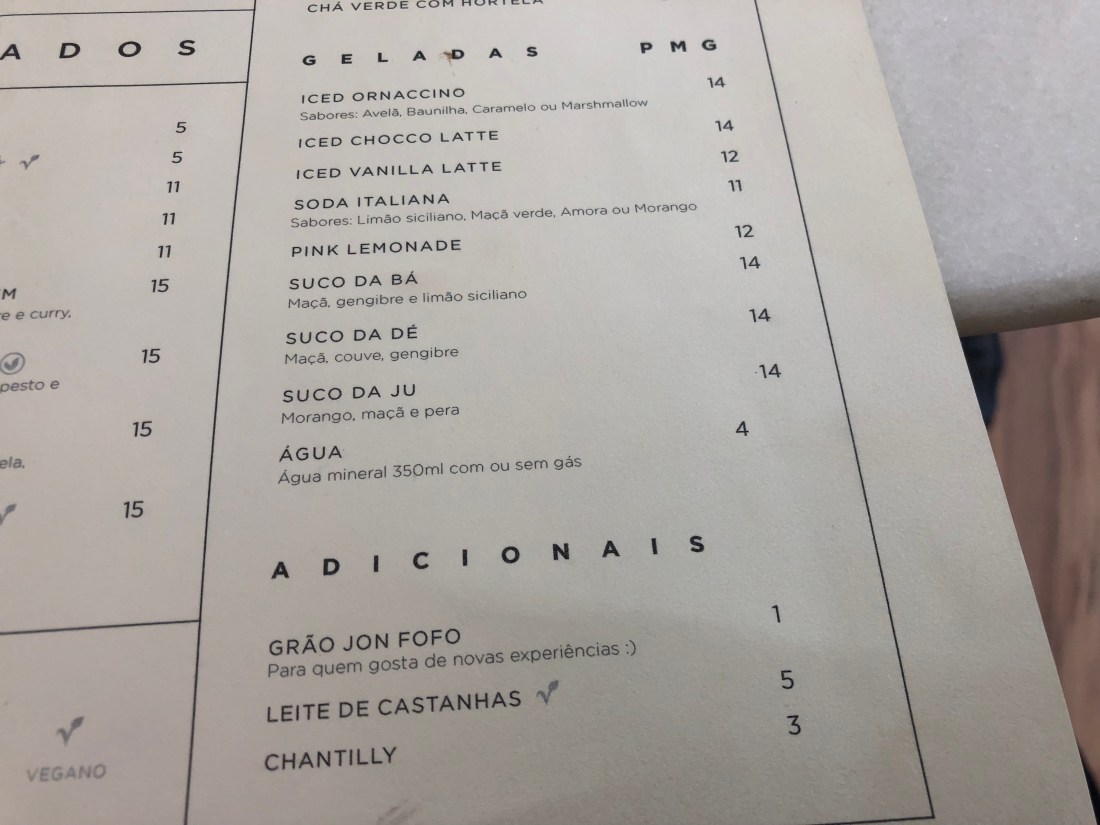 ADOS
5
5
11
11
11
15
e e curry,
15
pesto e
15
ela,
15
VEGANO
CHÁ VERDE COM HORTELÃ
GELADAS P M G
ICED ORNACCINO 14
Sabores: Avelã, Baunilha, Caramelo ou Marshmallow
ICED CHOCCO LATTE 14
ICED VANILLA LATTE 12
SODA ITALIANA 11
Sabores: Limão siciliano, Maçã verde, Amora ou Morango
PINK LEMONADE 12
SUCO DA BÁ 14
Maçã, gengibre e limão siciliano
SUCO DA DÉ 14
Maçã, couve, gengibre
SUCO DA JU 14
Morango, maçã e pera
ÁGUA 4
Água mineral 350ml com ou sem gás
ADICIONAIS
GRÃO JON FOFO 1
Para quem gosta de novas experiências :)
LEITE DE CASTANHAS 5
CHANTILLY 3